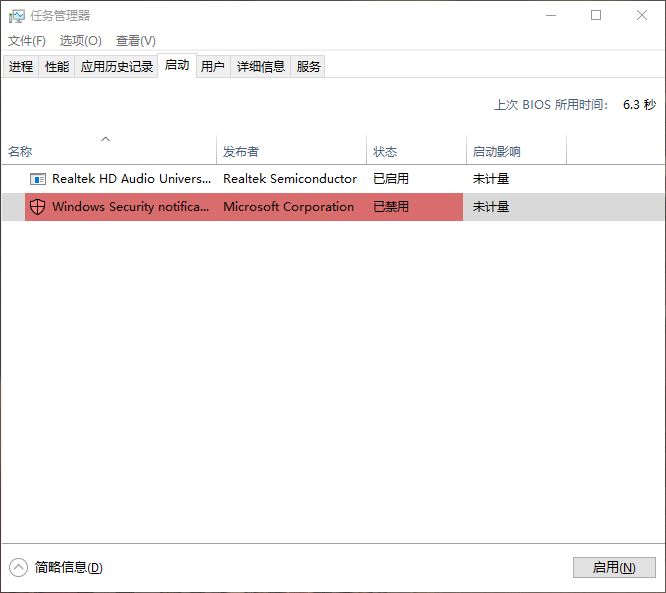 任务管理器
文件(F) 选项(O) 查看(V)
进程 性能 应用历史记录 启动 用户 详细信息 服务
上次 BIOS 所用时间: 6.3 秒
名称 发布者 状态 启动影响
Realtek HD Audio Univers... Realtek Semiconductor 已启用 未计量
Windows Security notifica... Microsoft Corporation 已禁用 未计量
简略信息(D) 启用(N)